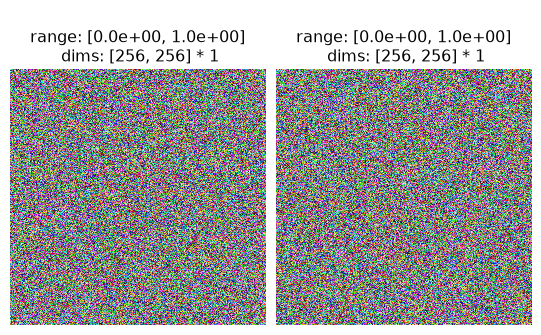 range: [0.0e+00, 1.0e+00]
dims: [256, 256] * 1
range: [0.0e+00, 1.0e+00]
dims: [256, 256] * 1